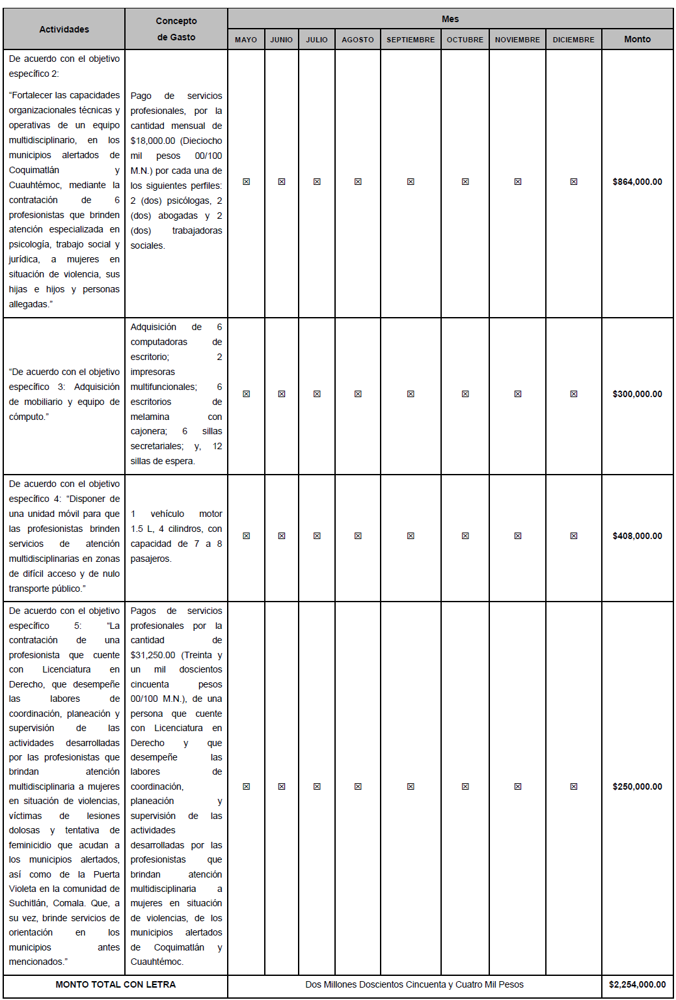 Actividades
Concepto
de Gasto
Mes
MAYO
JUNIO
JULIO
AGOSTO
SEPTIEMBRE
OCTUBRE
NOVIEMBRE
DICIEMBRE
Monto
De acuerdo con el objetivo
específico 2:
“Fortalecer las capacidades
organizacionales técnicas y
operativas de un equipo
multidisciplinario, en los
municipios alertados de
Coquimatlán y
Cuauhtémoc, mediante la
contratación de 6
profesionistas que brinden
atención especializada en
psicología, trabajo social y
jurídica, a mujeres en
situación de violencia, sus
hijas e hijos y personas
allegadas.”
Pago de servicios
profesionales, por la
cantidad mensual de
$18,000.00 (Dieciocho
mil pesos 00/100
M.N.) por cada una de
los siguientes perfiles:
2 (dos) psicólogas, 2
(dos) abogadas y 2
(dos) trabajadoras
sociales.
☒ ☒ ☒ ☒ ☒ ☒ ☒ ☒
$864,000.00
“De acuerdo con el objetivo
específico 3: Adquisición
de mobiliario y equipo de
cómputo.”
Adquisición de 6
computadoras de
escritorio; 2
impresoras
multifuncionales; 6
escritorios de
melamina con
cajonera; 6 sillas
secretariales; y, 12
sillas de espera.
☒ ☒ ☒ ☒ ☒ ☒ ☒ ☒
$300,000.00
De acuerdo con el objetivo
específico 4: “Disponer de
una unidad móvil para que
las profesionistas brinden
servicios de atención
multidisciplinarias en zonas
de difícil acceso y de nulo
transporte público.”
1 vehículo motor
1.5 L, 4 cilindros, con
capacidad de 7 a 8
pasajeros.
☒ ☒ ☒ ☒ ☒ ☒ ☒ ☒
$408,000.00
De acuerdo con el objetivo
específico 5: “La
contratación de una
profesionista que cuente
con Licenciatura en
Derecho, que desempeñe
las labores de
coordinación, planeación y
supervisión de las
actividades desarrolladas
por las profesionistas que
brindan atención
multidisciplinaria a mujeres
en situación de violencias,
víctimas de lesiones
dolosas y tentativa de
feminicidio que acudan a
los municipios alertados,
así como de la Puerta
Violeta en la comunidad de
Suchitlán, Comala. Que, a
su vez, brinde servicios de
orientación en los
municipios antes
mencionados.”
Pagos de servicios
profesionales por la
cantidad de
$31,250.00 (Treinta y
un mil doscientos
cincuenta pesos
00/100 M.N.), de una
persona que cuente
con Licenciatura en
Derecho y que
desempeñe las
labores de
coordinación,
planeación y
supervisión de las
actividades
desarrolladas por las
profesionistas que
brindan atención
multidisciplinaria a
mujeres en situación
de violencias, de los
municipios alertados
de Coquimatlán y
Cuauhtémoc.
☒ ☒ ☒ ☒ ☒ ☒ ☒ ☒
$250,000.00
MONTO TOTAL CON LETRA
Dos Millones Doscientos Cincuenta y Cuatro Mil Pesos
$2,254,000.00